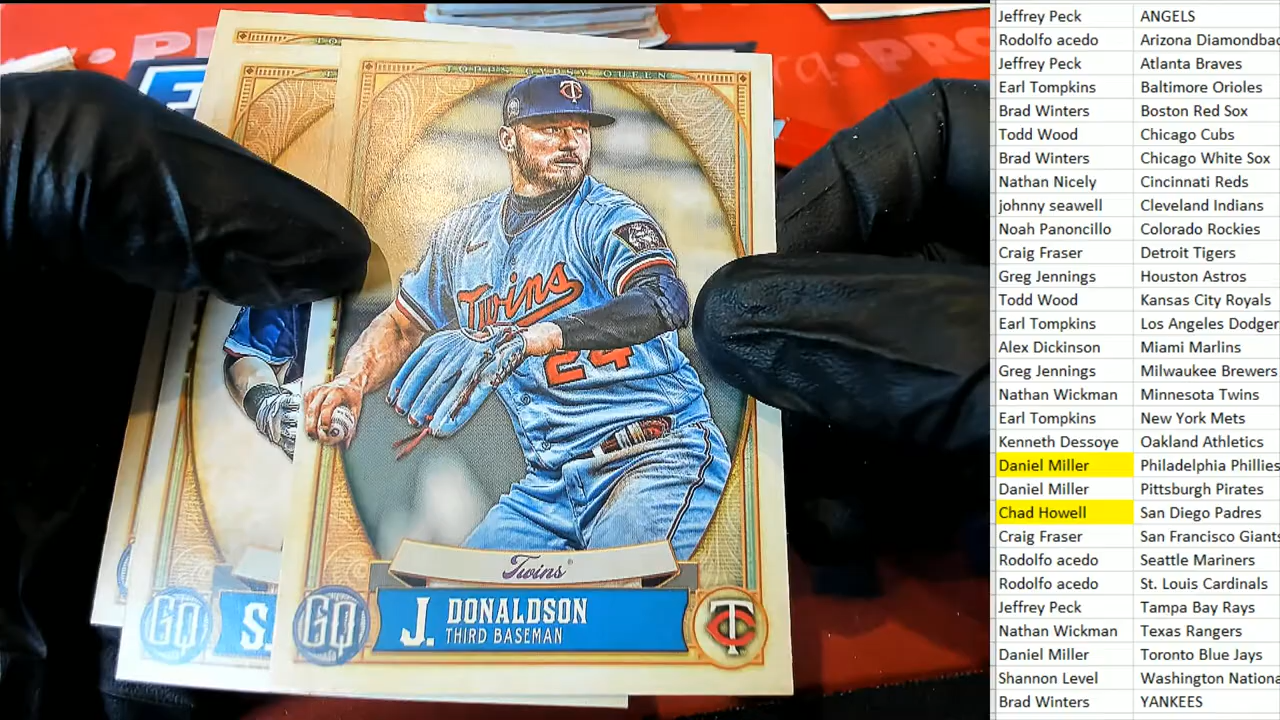 TOPPS GYPSY QUEEN
Twins
24
Twins
GQ
S
GQ
J. DONALDSON
THIRD BASEMAN
TC
Jeffrey Peck ANGELS
Rodolfo acedo Arizona Diamondbac
Jeffrey Peck Atlanta Braves
Earl Tompkins Baltimore Orioles
Brad Winters Boston Red Sox
Todd Wood Chicago Cubs
Brad Winters Chicago White Sox
Nathan Nicely Cincinnati Reds
johnny seawell Cleveland Indians
Noah Panoncillo Colorado Rockies
Craig Fraser Detroit Tigers
Greg Jennings Houston Astros
Todd Wood Kansas City Royals
Earl Tompkins Los Angeles Dodger
Alex Dickinson Miami Marlins
Greg Jennings Milwaukee Brewers
Nathan Wickman Minnesota Twins
Earl Tompkins New York Mets
Kenneth Dessoye Oakland Athletics
Daniel Miller Philadelphia Phillies
Daniel Miller Pittsburgh Pirates
Chad Howell San Diego Padres
Craig Fraser San Francisco Giants
Rodolfo acedo Seattle Mariners
Rodolfo acedo St. Louis Cardinals
Jeffrey Peck Tampa Bay Rays
Nathan Wickman Texas Rangers
Daniel Miller Toronto Blue Jays
Shannon Level Washington Nationa
Brad Winters YANKEES